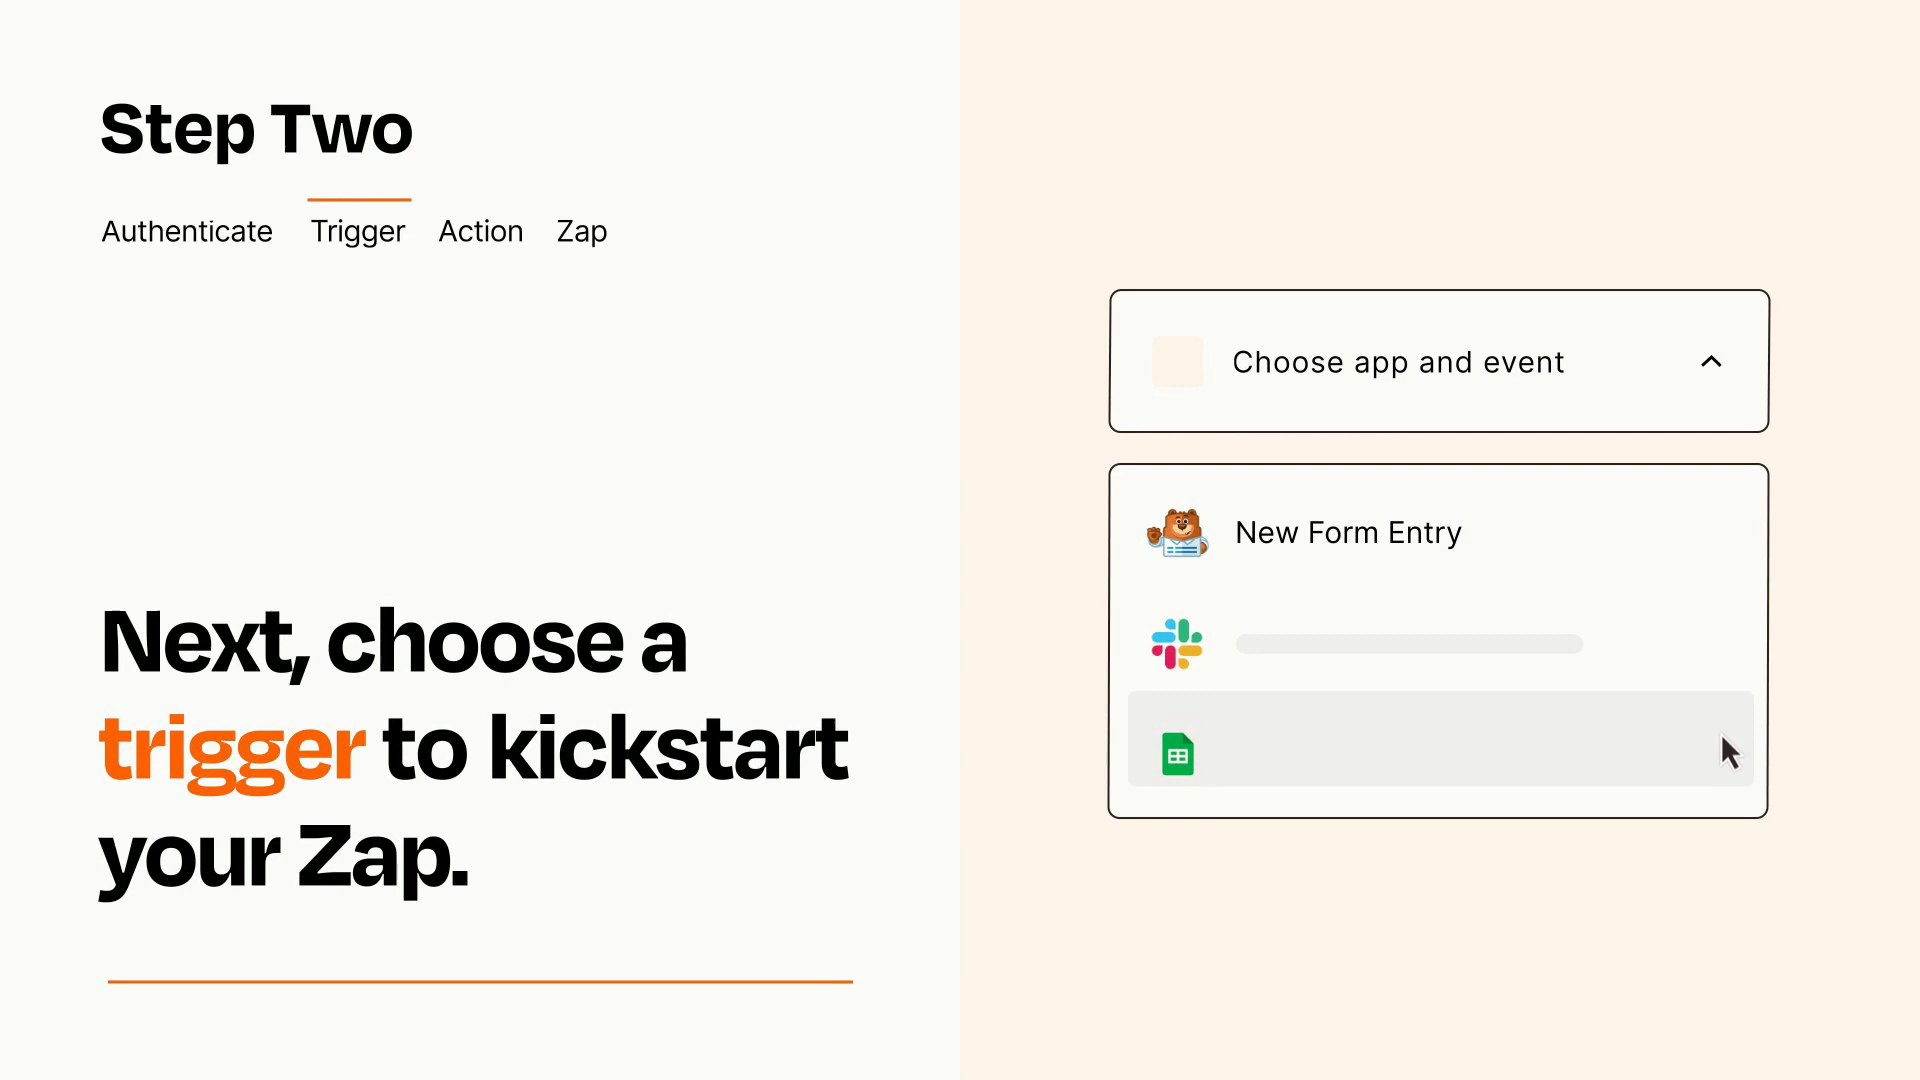 Step Two
Authenticate Trigger Action Zap
Next, choose a
trigger to kickstart
your Zap.
Choose app and event
New Form Entry